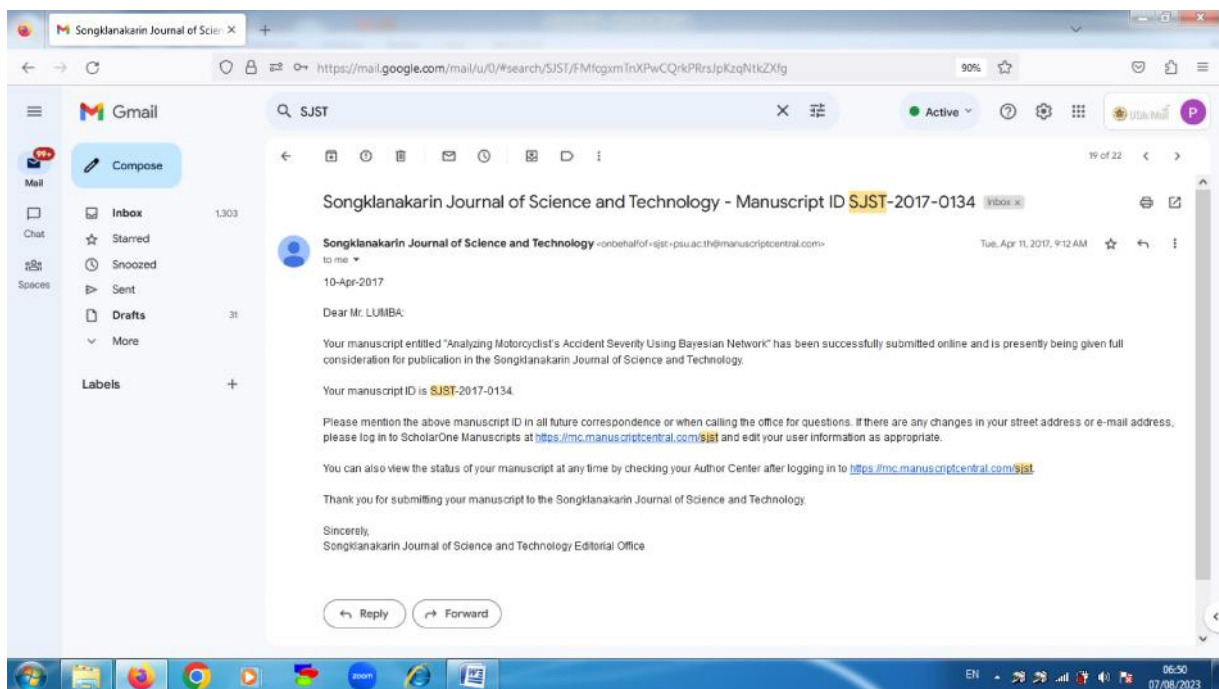 Songklanakarin Journal of Scien
https://mail.google.com/mail/u/0/#search/SJST/FMfcgxmTnXPwCQrkPRrsJpKzqNtkZXfg
90%
Gmail
SJST
Active
P
99+
Mail
Compose
19 of 22
Chat
Spaces
Inbox 1,303
Starred
Snoozed
Sent
Drafts 31
More
Labels
Songklanakarin Journal of Science and Technology - Manuscript ID SJST-2017-0134 Inbox x
Songklanakarin Journal of Science and Technology <onbehalfof+sjst+psu.ac.th@manuscriptcentral.com> Tue, Apr 11, 2017, 9:12 AM
to me
10-Apr-2017
Dear Mr. LUMBA:
Your manuscript entitled "Analyzing Motorcyclist's Accident Severity Using Bayesian Network" has been successfully submitted online and is presently being given full
consideration for publication in the Songklanakarin Journal of Science and Technology.
Your manuscript ID is SJST-2017-0134.
Please mention the above manuscript ID in all future correspondence or when calling the office for questions. If there are any changes in your street address or e-mail address,
please log in to ScholarOne Manuscripts at https://mc.manuscriptcentral.com/sjst and edit your user information as appropriate.
You can also view the status of your manuscript at any time by checking your Author Center after logging in to https://mc.manuscriptcentral.com/sjst.
Thank you for submitting your manuscript to the Songklanakarin Journal of Science and Technology.
Sincerely,
Songklanakarin Journal of Science and Technology Editorial Office
Reply
Forward
zoom
EN
06:50
07/08/2023